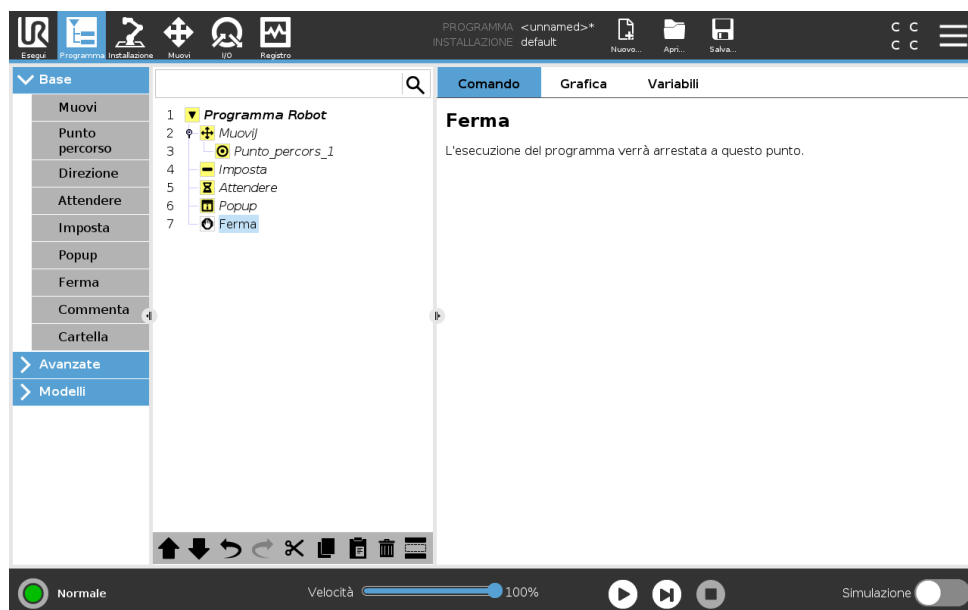 PROGRAMMA <unnamed>*
INSTALLAZIONE default
Esegui Programma Installazione Muovi I/O Registro Nuovo... Apri... Salva...
C C
C C
Base
Muovi
Punto
percorso
Direzione
Attendere
Imposta
Popup
Ferma
Commenta
Cartella
Avanzate
Modelli
1 Programma Robot
2 MuoviJ
3 Punto_percors_1
4 Imposta
5 Attendere
6 Popup
7 Ferma
Comando Grafica Variabili
Ferma
L'esecuzione del programma verrà arrestata a questo punto.
Normale Velocità 100% Simulazione